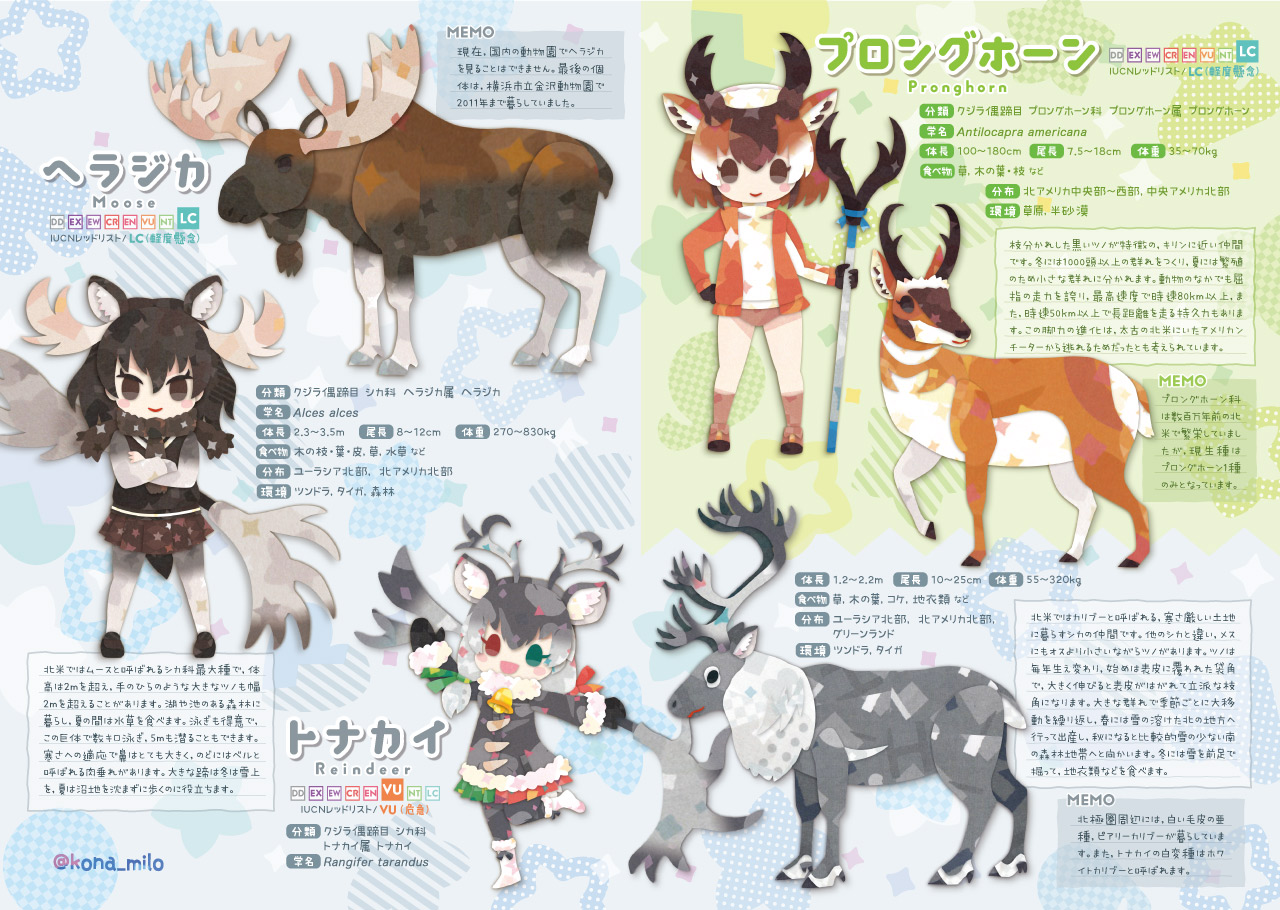 MEMO
現在，国内の動物園でヘラジカ
を見ることはできません。最後の個
体は，横浜市立金沢動物園で
2011年まで暮らしていました。
ヘラジカ
Moose
DD EX EW CR EN VU NT LC
IUCNレッドリスト/LC(軽度懸念)
分類 クジラ偶蹄目 シカ科 ヘラジカ属 ヘラジカ
学名 Alces alces
体長 2.3～3.5m 尾長 8～12cm 体重 270～830kg
食べ物 木の枝・葉・皮，草，水草 など
分布 ユーラシア北部，北アメリカ北部
環境 ツンドラ，タイガ，森林
北米ではムースと呼ばれるシカ科最大種で，体
高は2mを超え，手のひらのような大きなツノも幅
2mを超えることがあります。湖や池のある森林に
暮らし，夏の間は水草を食べます。泳ぎも得意で，
この巨体で数キロ泳ぎ，5mも潜ることもできます。
寒さへの適応で鼻はとても大きく，のどにはベルと
呼ばれる肉垂れがあります。大きな蹄は冬は雪上
を，夏は沼地を沈まずに歩くのに役立ちます。
プロングホーン
Pronghorn
DD EX EW CR EN VU NT LC
IUCNレッドリスト/LC(軽度懸念)
分類 クジラ偶蹄目 プロングホーン科 プロングホーン属 プロングホーン
学名 Antilocapra americana
体長 100～180cm 尾長 7.5～18cm 体重 35～70kg
食べ物 草，木の葉・枝 など
分布 北アメリカ中央部～西部，中央アメリカ北部
環境 草原，半砂漠
枝分かれした黒いツノが特徴の，キリンに近い仲間
です。冬には1000頭以上の群れをつくり，夏には繁殖
のため小さな群れに分かれます。動物のなかでも屈
指の走力を誇り，最高速度で時速80km以上，ま
た，時速50km以上で長距離を走る持久力もありま
す。この脚力の進化は，太古の北米にいたアメリカン
チーターから逃れるためだったとも考えられています。
MEMO
プロングホーン科
は数百万年前の北
米で繁栄していまし
たが，現生種は
プロングホーン1種
のみとなっています。
トナカイ
Reindeer
DD EX EW CR EN VU NT LC
IUCNレッドリスト/VU(危急)
分類 クジラ偶蹄目 シカ科
トナカイ属 トナカイ
学名 Rangifer tarandus
体長 1.2～2.2m 尾長 10～25cm 体重 55～320kg
食べ物 草，木の葉，コケ，地衣類 など
分布 ユーラシア北部，北アメリカ北部，
グリーンランド
環境 ツンドラ，タイガ
北米ではカリブーと呼ばれる，寒さ厳しい土地
に暮らすシカの仲間です。他のシカと違い，メス
にもオスより小さいながらツノがあります。ツノは
毎年生え変わり，始めは表皮に覆われた袋角
で，大きく伸びると表皮がはがれて立派な枝
角になります。大きな群れで季節ごとに大移
動を繰り返し，春には雪の溶けた北の地方へ
行って出産し，秋になると比較的雪の少ない南
の森林地帯へと向かいます。冬には雪を前足で
掘って，地衣類などを食べます。
MEMO
北極圏周辺には，白い毛皮の亜
種，ピアリーカリブーが暮らしていま
す。また，トナカイの白変種はホワ
イトカリブーと呼ばれます。
@kona_milo